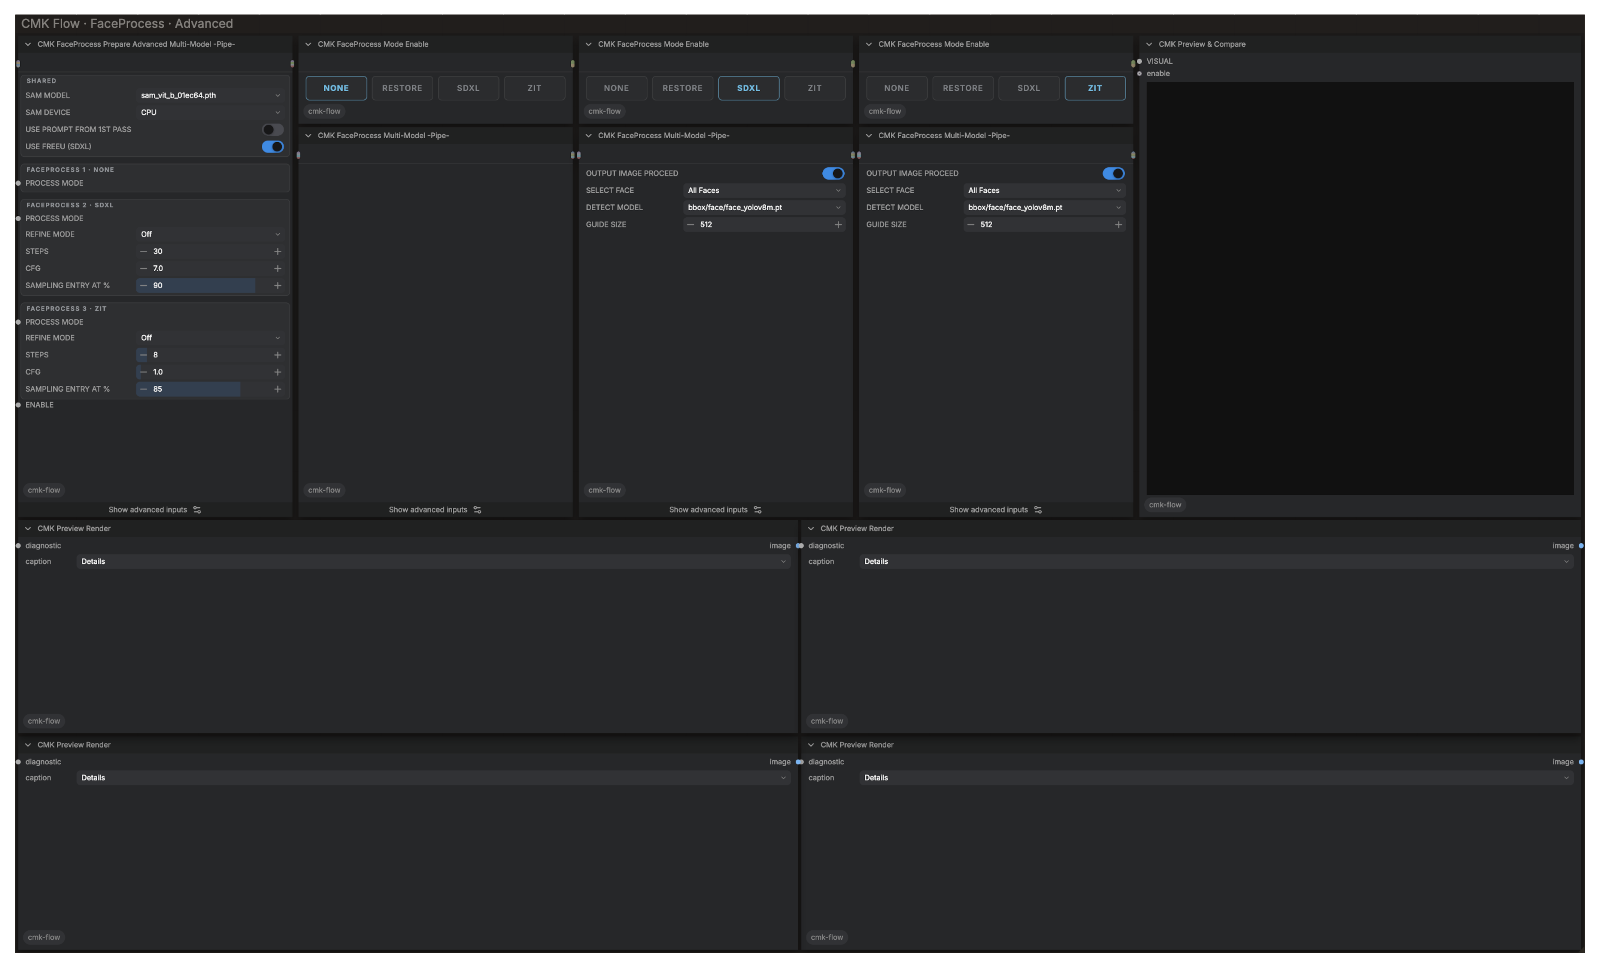 CMK Flow · FaceProcess · Advanced
CMK FaceProcess Prepare Advanced Multi-Model -Pipe-
SHARED
SAM MODEL sam_vit_b_01ec64.pth
SAM DEVICE CPU
USE PROMPT FROM 1ST PASS
USE FREEU (SDXL)
FACEPROCESS 1 · NONE
PROCESS MODE
FACEPROCESS 2 · SDXL
PROCESS MODE
REFINE MODE Off
STEPS 30
CFG 7.0
SAMPLING ENTRY AT % 90
FACEPROCESS 3 · ZIT
PROCESS MODE
REFINE MODE Off
STEPS 8
CFG 1.0
SAMPLING ENTRY AT % 85
ENABLE
cmk-flow
Show advanced inputs
CMK FaceProcess Mode Enable
NONE RESTORE SDXL ZIT
cmk-flow
CMK FaceProcess Multi-Model -Pipe-
cmk-flow
Show advanced inputs
CMK FaceProcess Mode Enable
NONE RESTORE SDXL ZIT
cmk-flow
CMK FaceProcess Multi-Model -Pipe-
OUTPUT IMAGE PROCEED
SELECT FACE All Faces
DETECT MODEL bbox/face/face_yolov8m.pt
GUIDE SIZE 512
cmk-flow
Show advanced inputs
CMK FaceProcess Mode Enable
NONE RESTORE SDXL ZIT
cmk-flow
CMK FaceProcess Multi-Model -Pipe-
OUTPUT IMAGE PROCEED
SELECT FACE All Faces
DETECT MODEL bbox/face/face_yolov8m.pt
GUIDE SIZE 512
cmk-flow
Show advanced inputs
CMK Preview & Compare
VISUAL
enable
cmk-flow
CMK Preview Render
diagnostic image
caption Details
cmk-flow
CMK Preview Render
diagnostic image
caption Details
cmk-flow
CMK Preview Render
diagnostic image
caption Details
cmk-flow
CMK Preview Render
diagnostic image
caption Details
cmk-flow